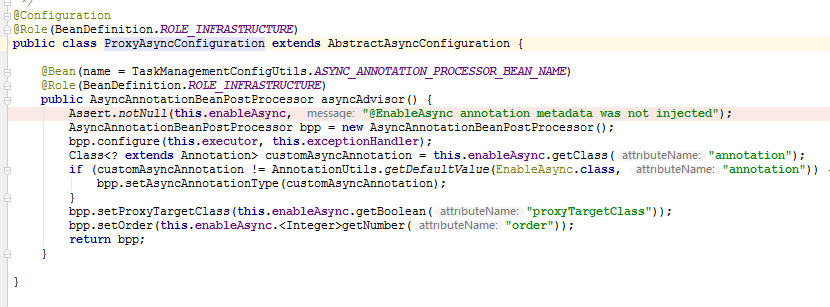 */
@Configuration
@Role(BeanDefinition.ROLE_INFRASTRUCTURE)
public class ProxyAsyncConfiguration extends AbstractAsyncConfiguration {
@Bean(name = TaskManagementConfigUtils.ASYNC_ANNOTATION_PROCESSOR_BEAN_NAME)
@Role(BeanDefinition.ROLE_INFRASTRUCTURE)
public AsyncAnnotationBeanPostProcessor asyncAdvisor() {
Assert.notNull(this.enableAsync, message: "@EnableAsync annotation metadata was not injected");
AsyncAnnotationBeanPostProcessor bpp = new AsyncAnnotationBeanPostProcessor();
bpp.configure(this.executor, this.exceptionHandler);
Class<? extends Annotation> customAsyncAnnotation = this.enableAsync.getClass( attributeName: "annotation");
if (customAsyncAnnotation != AnnotationUtils.getDefaultValue(EnableAsync.class, attributeName: "annotation")) {
bpp.setAsyncAnnotationType(customAsyncAnnotation);
}
bpp.setProxyTargetClass(this.enableAsync.getBoolean( attributeName: "proxyTargetClass"));
bpp.setOrder(this.enableAsync.<Integer>getNumber( attributeName: "order"));
return bpp;
}
}